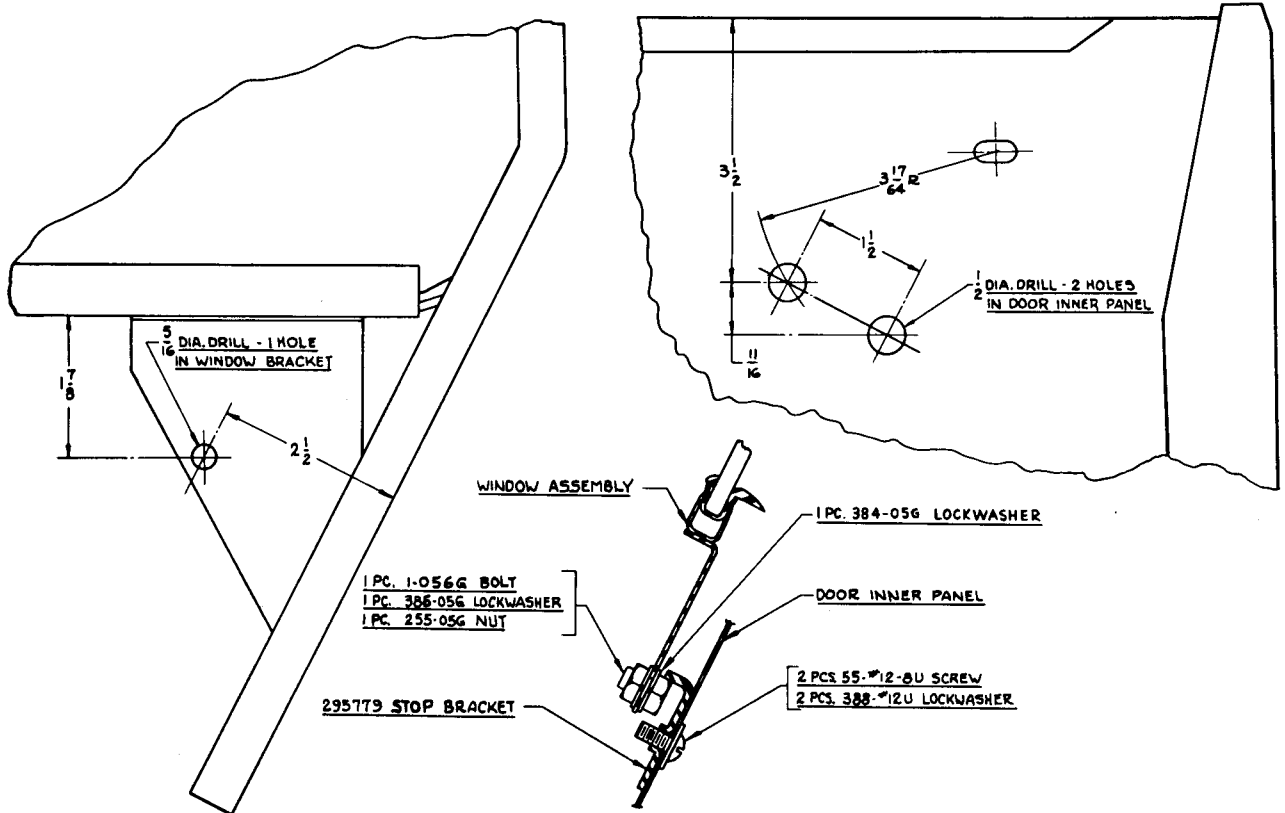 5/16 DIA. DRILL - 1 HOLE
IN WINDOW BRACKET
1 7/8
2 1/2
3 1/2
3 17/64 R
1 1/2
1/2 DIA. DRILL - 2 HOLES
IN DOOR INNER PANEL
11/16
WINDOW ASSEMBLY
1 PC. 384-056 LOCKWASHER
1 PC. 1-056G BOLT
1 PC. 386-056 LOCKWASHER
1 PC. 255-056 NUT
DOOR INNER PANEL
2 PCS. 55-#12-8U SCREW
2 PCS. 388-#12U LOCKWASHER
295779 STOP BRACKET